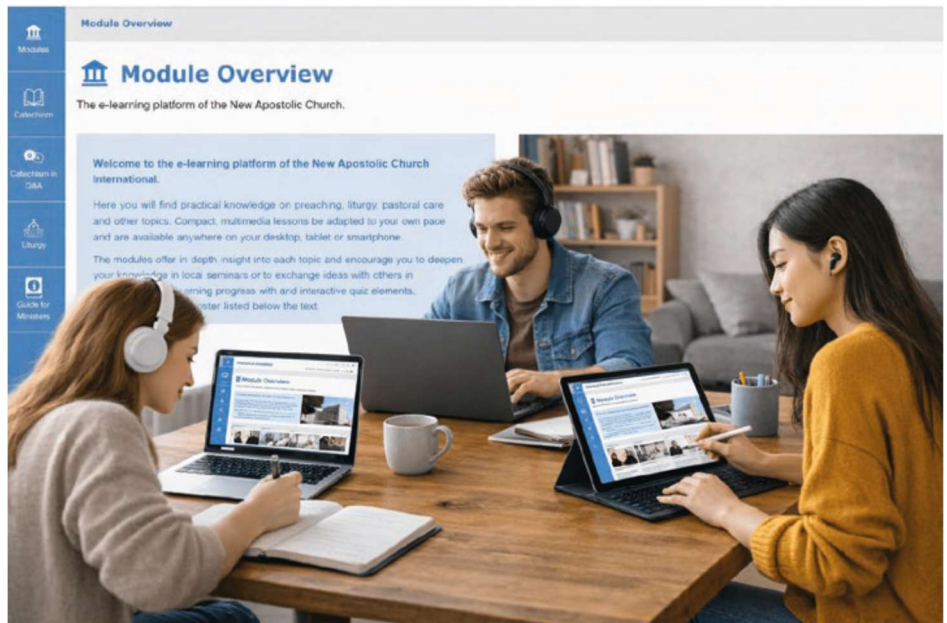 Module Overview
Modules
Module Overview
The e-learning platform of the New Apostolic Church.
Catechism
Welcome to the e-learning platform of the New Apostolic Church
International.
Catechism in
Q&A
Here you will find practical knowledge on preaching, liturgy, pastoral care
and other topics. Compact, multimedia lessons be adapted to your own pace
and are available anywhere on your desktop, tablet or smartphone.
Liturgy
The modules offer in depth insight into each topic and encourage you to deepen
your knowledge in local seminars or to exchange ideas with others in
progress with and interactive quiz elements.
listed below the text.
Guide for
Ministers
Module Overview
Module Overview